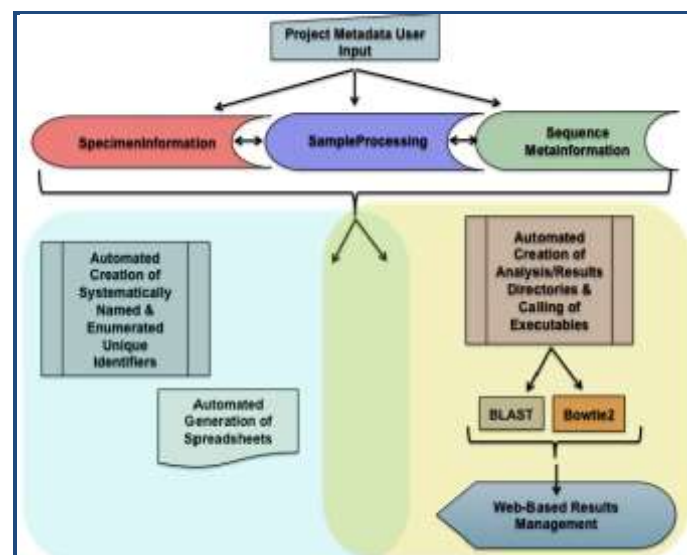 Project Metadata User
Input
SpecimenInformation
SampleProcessing
Sequence
MetaInformation
Automated
Creation of
Systematically
Named &
Enumerated
Unique
Identifiers
Automated
Generation of
Spreadsheets
Automated
Creation of
Analysis/Results
Directories &
Calling of
Executables
BLAST
Bowtie2
Web-Based Results
Management